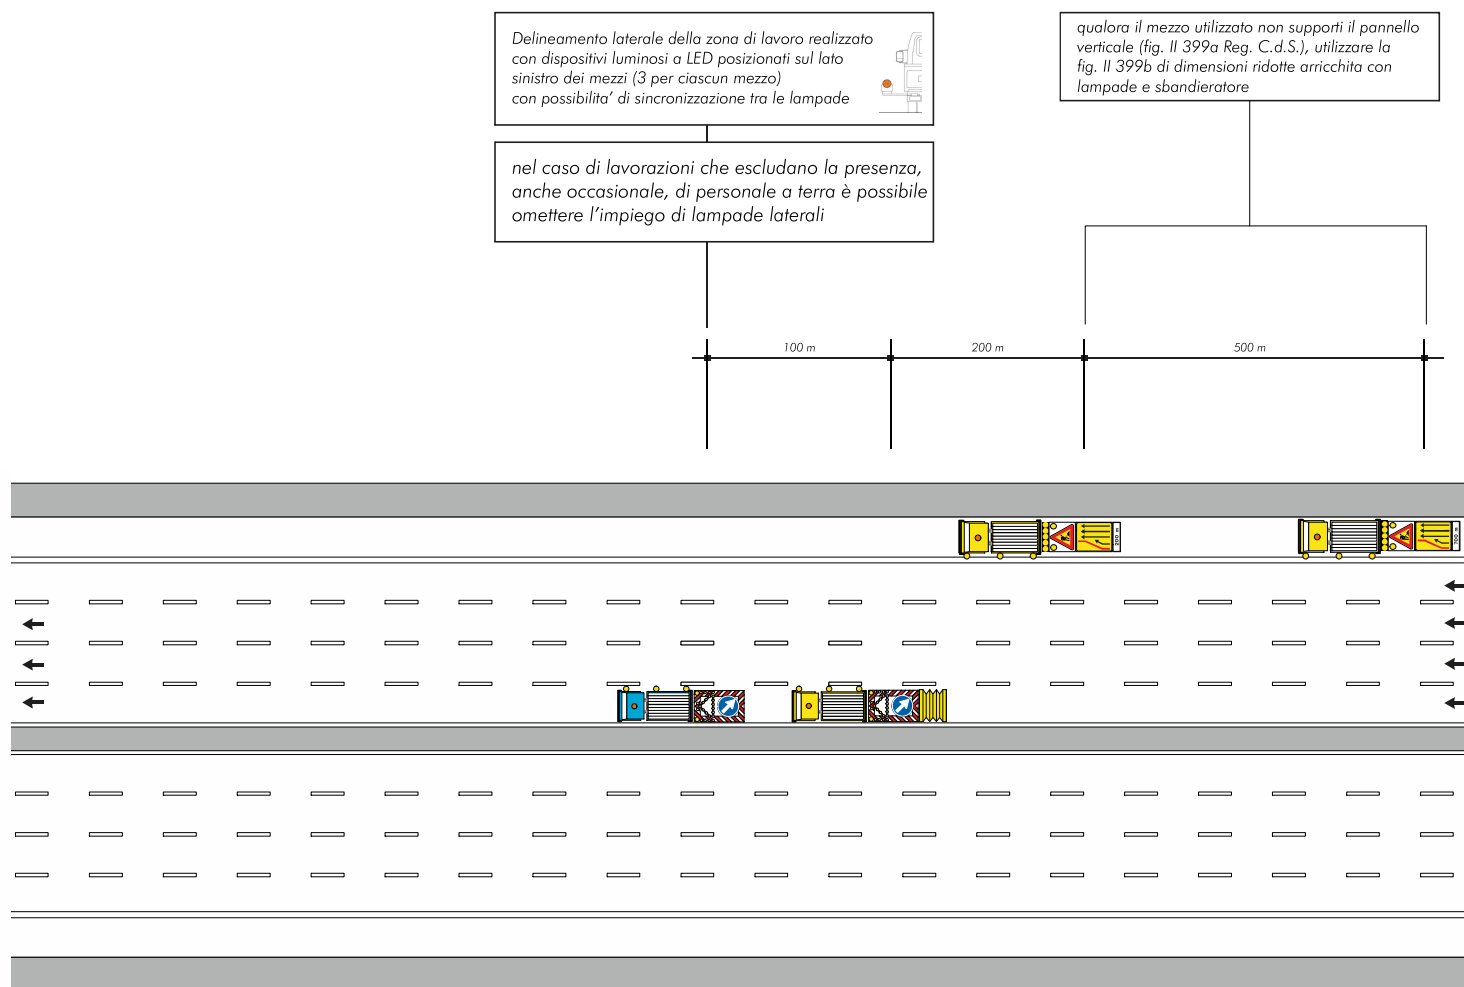 Delineamento laterale della zona di lavoro realizzato
con dispositivi luminosi a LED posizionati sul lato
sinistro dei mezzi (3 per ciascun mezzo)
con possibilita’ di sincronizzazione tra le lampade
qualora il mezzo utilizzato non supporti il pannello
verticale (fig. II 399a Reg. C.d.S.), utilizzare la
fig. II 399b di dimensioni ridotte arricchita con
lampade e sbandieratore
nel caso di lavorazioni che escludano la presenza,
anche occasionale, di personale a terra è possibile
omettere l’impiego di lampade laterali
100 m
200 m
500 m
200 m
700 m